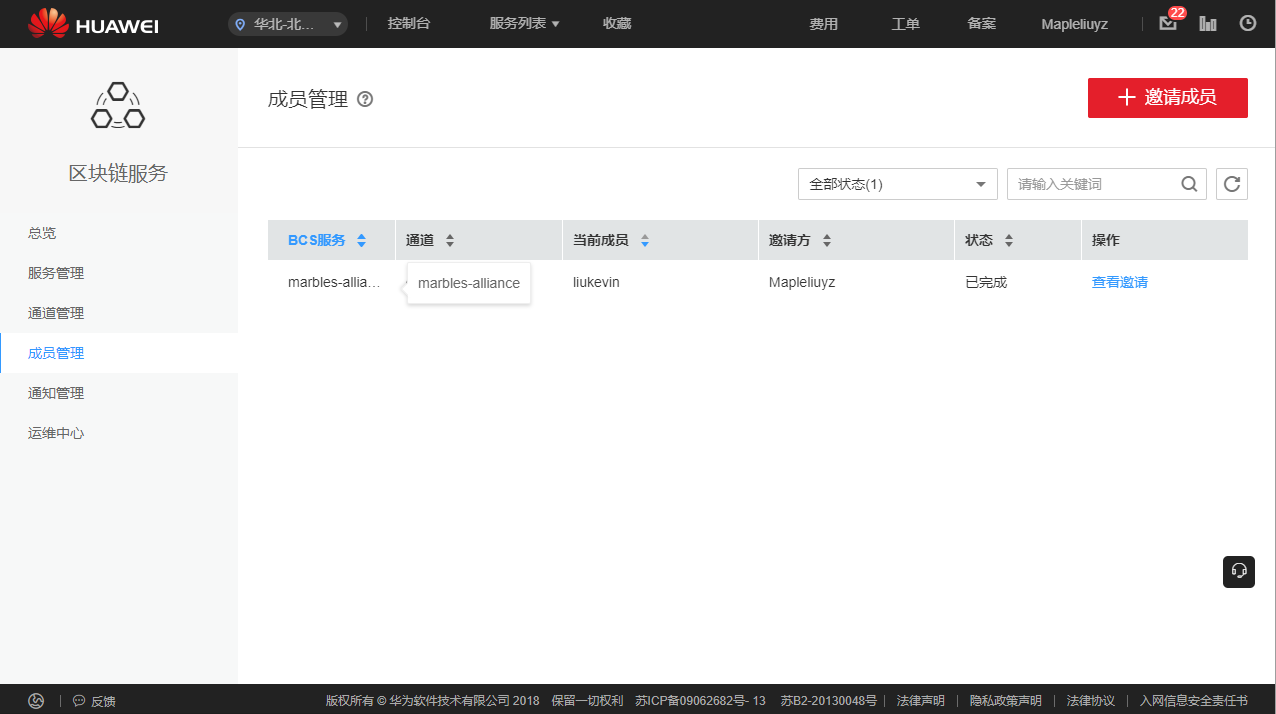 HUAWEI
华北-北...
控制台
服务列表
收藏
费用
工单
备案
Mapleliuyz
22
区块链服务
总览
服务管理
通道管理
成员管理
通知管理
运维中心
成员管理
邀请成员
全部状态(1)
请输入关键词
BCS服务 通道 当前成员 邀请方 状态 操作
marbles-allia... marbles-alliance liukevin Mapleliuyz 已完成 查看邀请
反馈 版权所有 © 华为软件技术有限公司 2018 保留一切权利 苏ICP备09062682号- 13 苏B2-20130048号 法律声明 隐私政策声明 法律协议 入网信息安全责任书